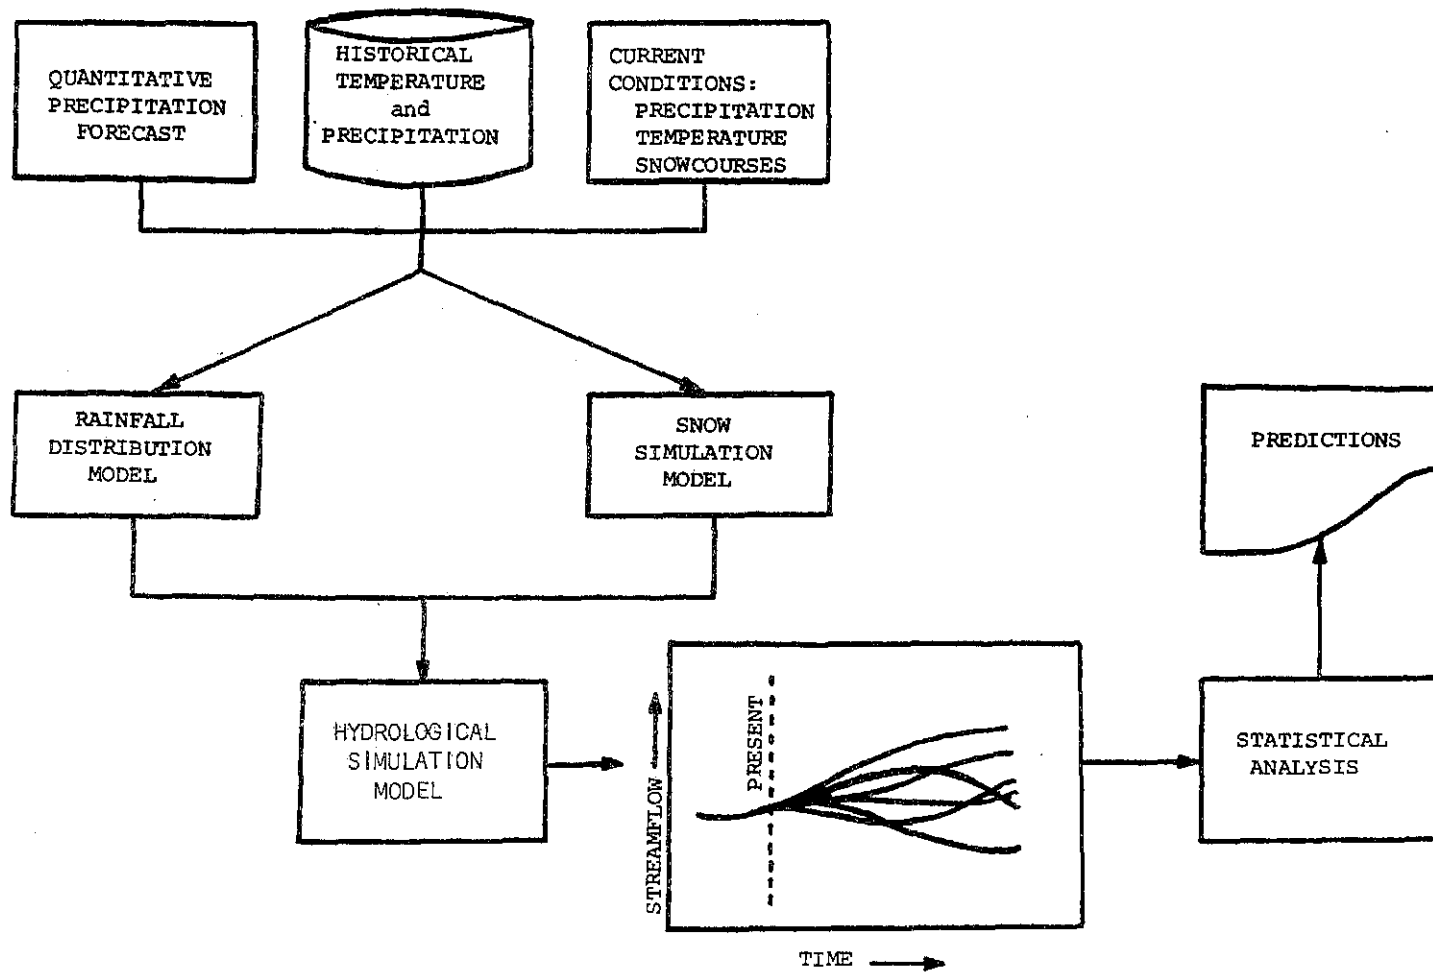 QUANTITATIVE
PRECIPITATION
FORECAST
HISTORICAL
TEMPERATURE
and
PRECIPITATION
CURRENT
CONDITIONS:
PRECIPITATION
TEMPERATURE
SNOWCOURSES
RAINFALL
DISTRIBUTION
MODEL
SNOW
SIMULATION
MODEL
PREDICTIONS
HYDROLOGICAL
SIMULATION
MODEL
STREAMFLOW
PRESENT
TIME
STATISTICAL
ANALYSIS